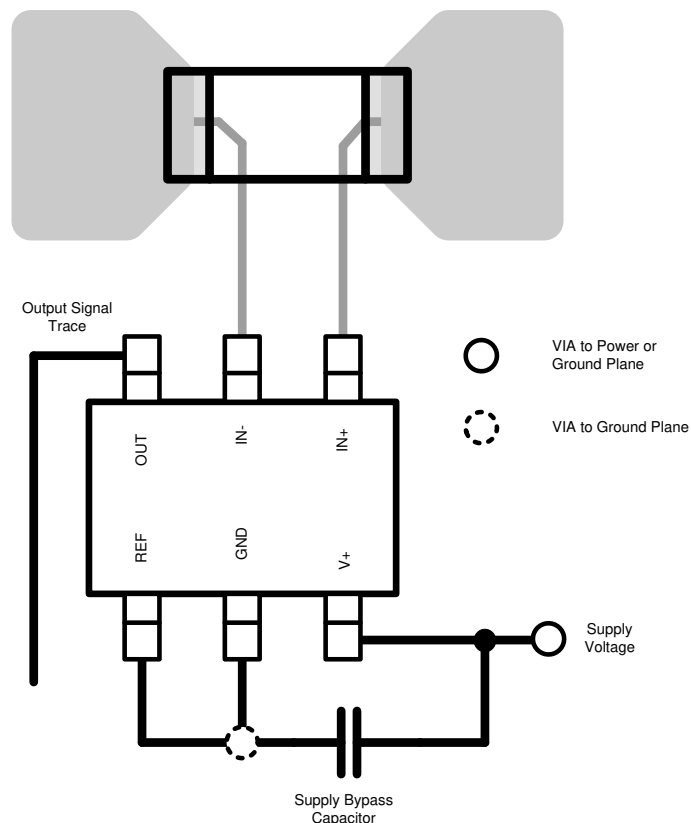 Output Signal
Trace
VIA to Power or
Ground Plane
VIA to Ground Plane
OUT
IN-
IN+
REF
GND
V+
Supply
Voltage
Supply Bypass
Capacitor